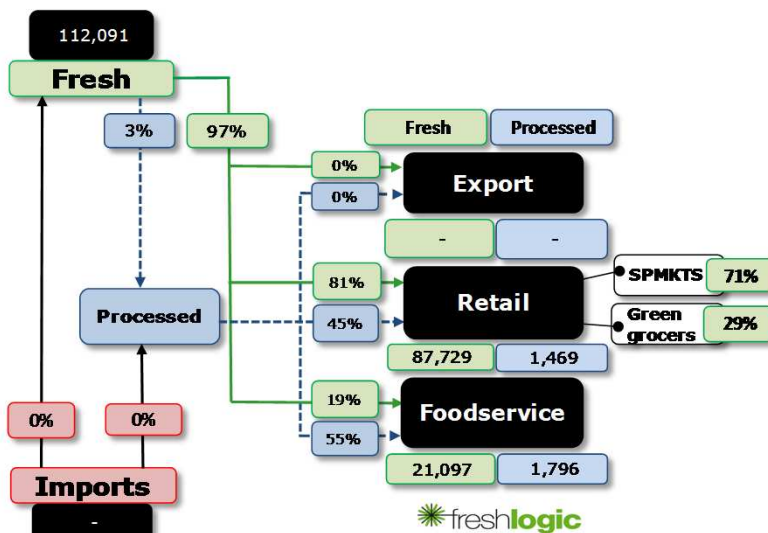 112,091
Fresh
3%
97%
Fresh
Processed
0%
0%
Export
-
-
SPMKTS
71%
81%
Retail
Processed
45%
Green
grocers
29%
87,729
1,469
19%
Foodservice
0%
0%
55%
21,097
1,796
Imports
-
freshlogic